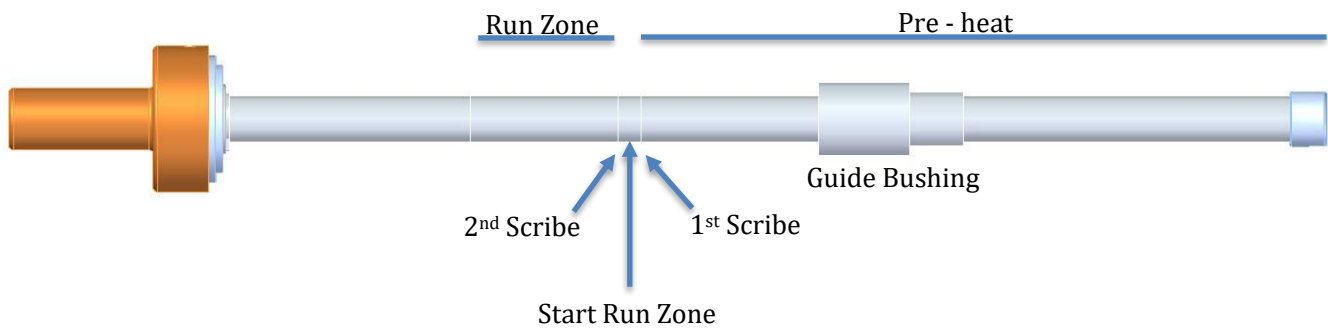 Run Zone
Pre - heat
Guide Bushing
2nd Scribe
1st Scribe
Start Run Zone